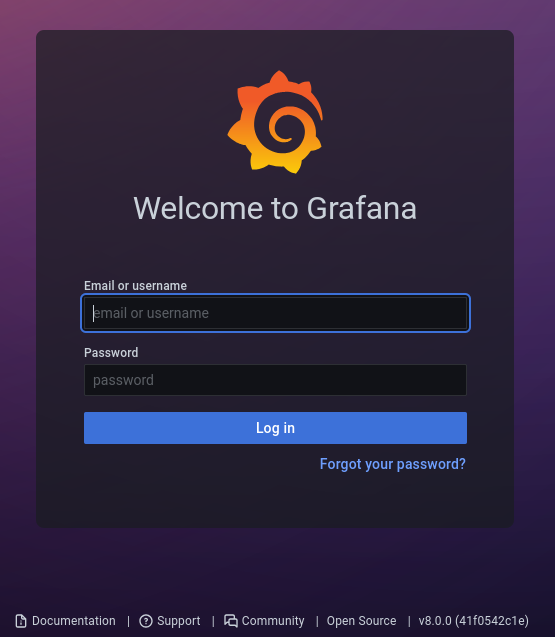 Welcome to Grafana
Email or username
email or username
Password
password
Log in
Forgot your password?
Documentation | Support | Community | Open Source | v8.0.0 (41f0542c1e)